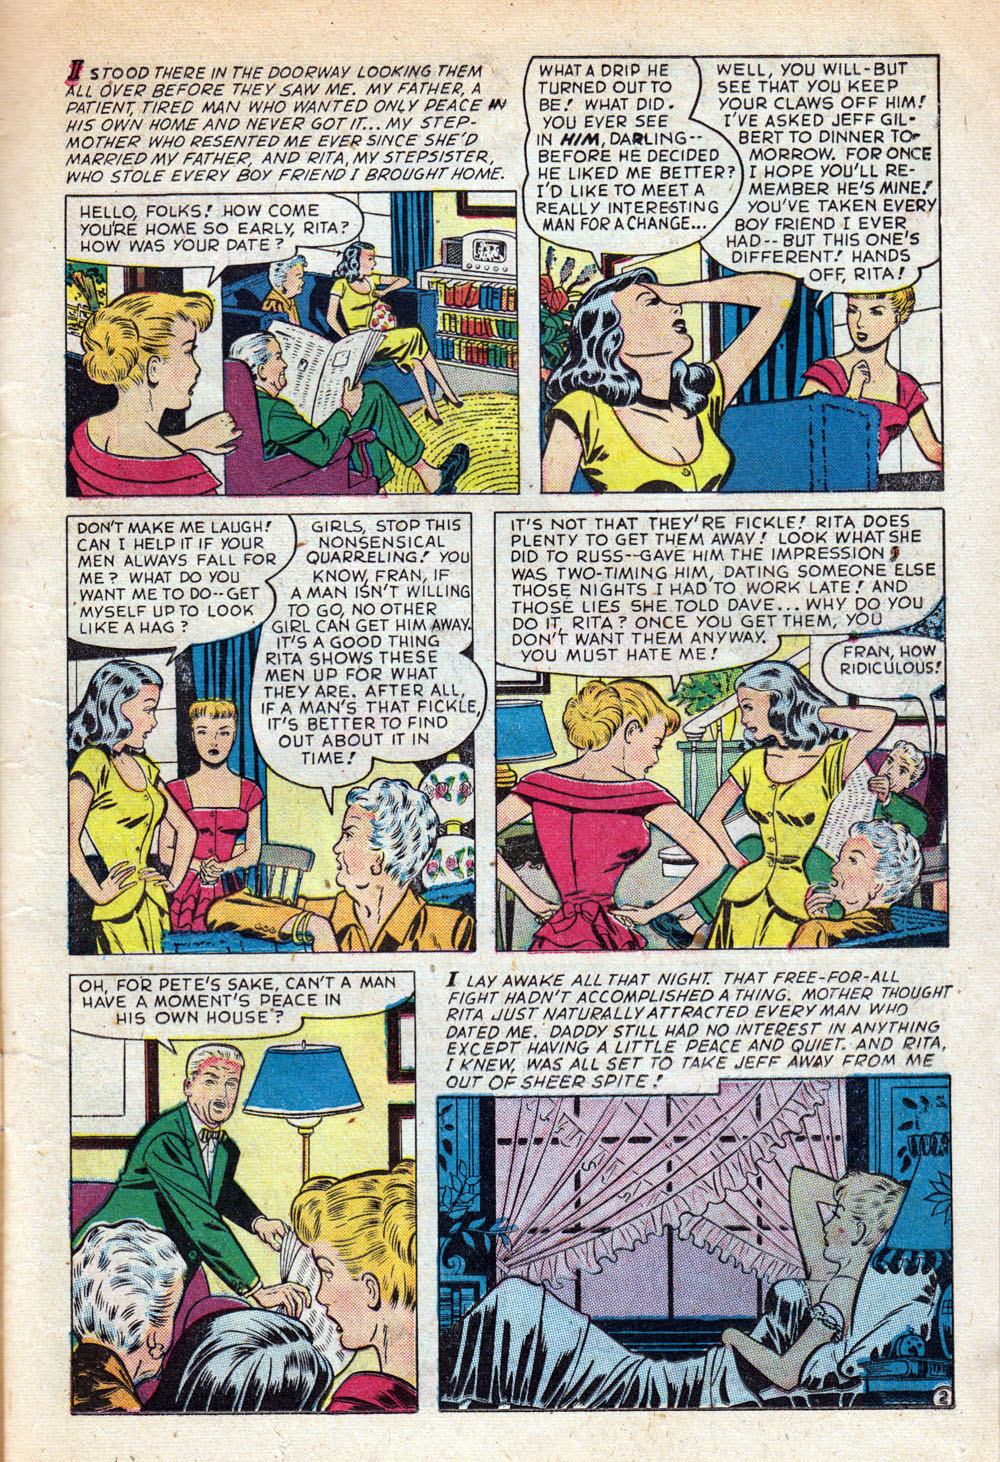 I STOOD THERE IN THE DOORWAY LOOKING THEM
ALL OVER BEFORE THEY SAW ME. MY FATHER, A
PATIENT, TIRED MAN WHO WANTED ONLY PEACE IN
HIS OWN HOME AND NEVER GOT IT... MY STEP-
MOTHER WHO RESENTED ME EVER SINCE SHE'D
MARRIED MY FATHER, AND RITA, MY STEPSISTER,
WHO STOLE EVERY BOY FRIEND I BROUGHT HOME.
HELLO, FOLKS! HOW COME
YOU'RE HOME SO EARLY, RITA?
HOW WAS YOUR DATE?
WHAT A DRIP HE
TURNED OUT TO
BE! WHAT DID
YOU EVER SEE
IN HIM, DARLING--
BEFORE HE DECIDED
HE LIKED ME BETTER?
I'D LIKE TO MEET A
REALLY INTERESTING
MAN FOR A CHANGE...
WELL, YOU WILL-BUT
SEE THAT YOU KEEP
YOUR CLAWS OFF HIM!
I'VE ASKED JEFF GIL-
BERT TO DINNER TO-
MORROW. FOR ONCE
I HOPE YOU'LL RE-
MEMBER HE'S MINE!
YOU'VE TAKEN EVERY
BOY FRIEND I EVER
HAD--BUT THIS ONE'S
DIFFERENT! HANDS
OFF, RITA!
DON'T MAKE ME LAUGH!
CAN I HELP IT IF YOUR
MEN ALWAYS FALL FOR
ME? WHAT DO YOU
WANT ME TO DO--GET
MYSELF UP TO LOOK
LIKE A HAG?
GIRLS, STOP THIS
NONSENSICAL
QUARRELING! YOU
KNOW, FRAN, IF
A MAN ISN'T WILLING
TO GO, NO OTHER
GIRL CAN GET HIM AWAY.
IT'S A GOOD THING
RITA SHOWS THESE
MEN UP FOR WHAT
THEY ARE. AFTER ALL,
IF A MAN'S THAT FICKLE,
IT'S BETTER TO FIND
OUT ABOUT IT IN
TIME!
IT'S NOT THAT THEY'RE FICKLE! RITA DOES
PLENTY TO GET THEM AWAY! LOOK WHAT SHE
DID TO RUSS--GAVE HIM THE IMPRESSION I
WAS TWO-TIMING HIM, DATING SOMEONE ELSE
THOSE NIGHTS I HAD TO WORK LATE! AND
THOSE LIES SHE TOLD DAVE... WHY DO YOU
DO IT, RITA? ONCE YOU GET THEM, YOU
DON'T WANT THEM ANYWAY.
YOU MUST HATE ME!
FRAN, HOW
RIDICULOUS!
OH, FOR PETE'S SAKE, CAN'T A MAN
HAVE A MOMENT'S PEACE IN
HIS OWN HOUSE?
I LAY AWAKE ALL THAT NIGHT. THAT FREE-FOR-ALL
FIGHT HADN'T ACCOMPLISHED A THING. MOTHER THOUGHT
RITA JUST NATURALLY ATTRACTED EVERY MAN WHO
DATED ME. DADDY STILL HAD NO INTEREST IN ANYTHING
EXCEPT HAVING A LITTLE PEACE AND QUIET. AND RITA,
I KNEW, WAS ALL SET TO TAKE JEFF AWAY FROM ME
OUT OF SHEER SPITE!
2